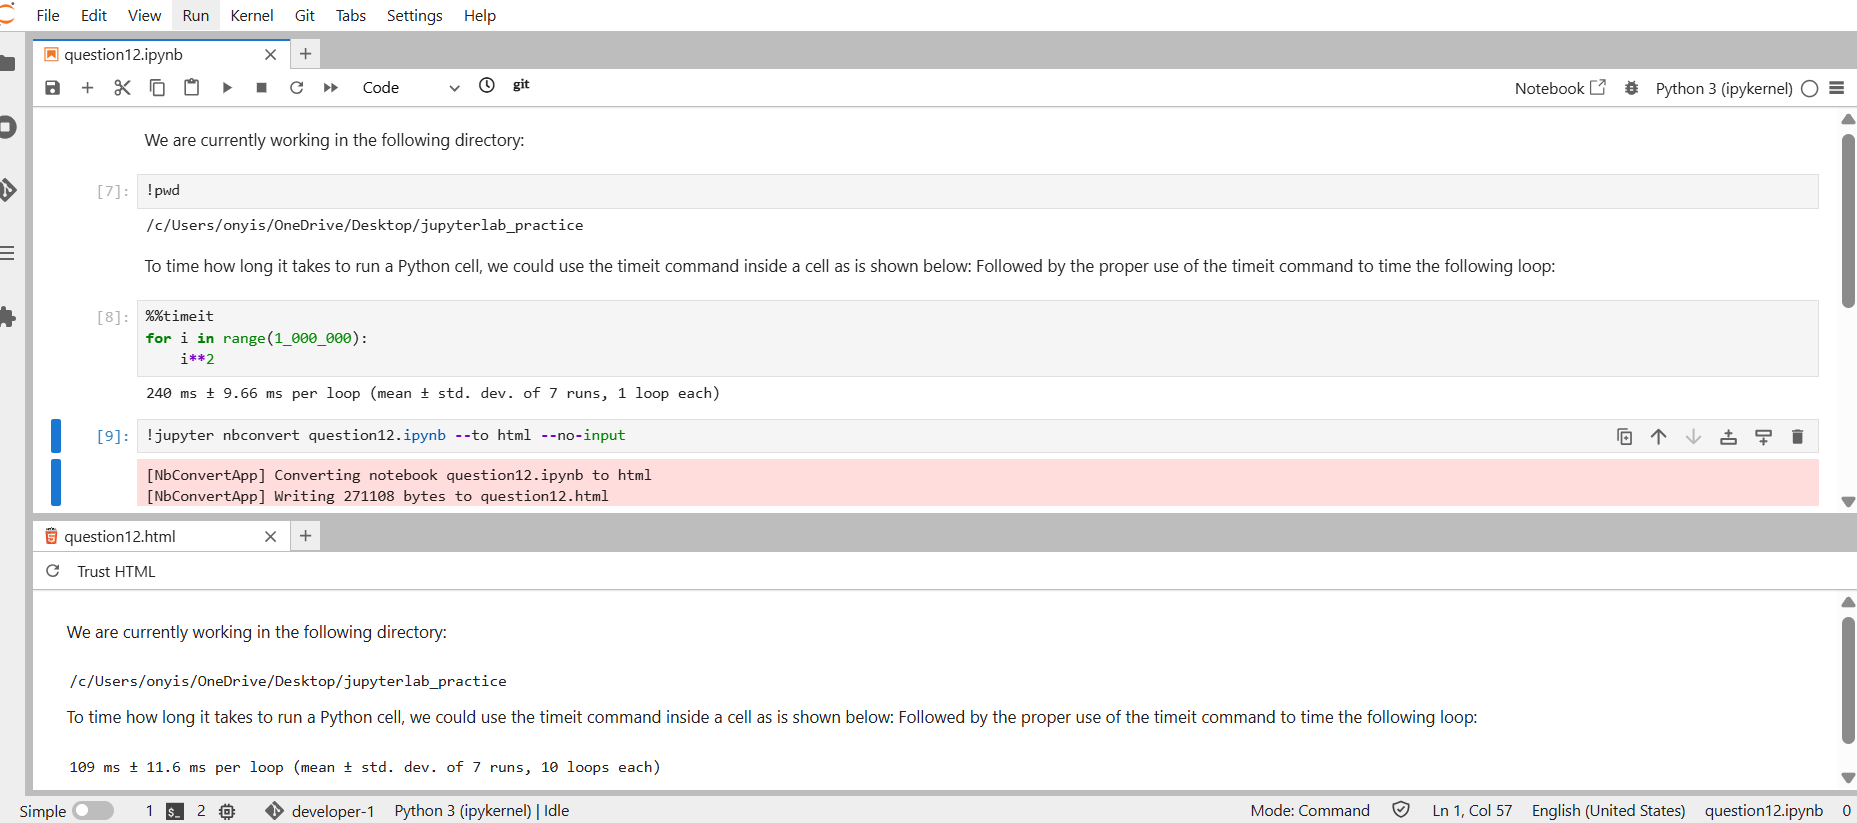 File Edit View Run Kernel Git Tabs Settings Help
question12.ipynb
Code git Notebook Python 3 (ipykernel)
We are currently working in the following directory:
[7]: !pwd
/c/Users/onyis/OneDrive/Desktop/jupyterlab_practice
To time how long it takes to run a Python cell, we could use the timeit command inside a cell as is shown below: Followed by the proper use of the timeit command to time the following loop:
[8]: %%timeit
for i in range(1_000_000):
    i**2
240 ms ± 9.66 ms per loop (mean ± std. dev. of 7 runs, 1 loop each)
[9]: !jupyter nbconvert question12.ipynb --to html --no-input
[NbConvertApp] Converting notebook question12.ipynb to html
[NbConvertApp] Writing 271108 bytes to question12.html
question12.html
Trust HTML
We are currently working in the following directory:
/c/Users/onyis/OneDrive/Desktop/jupyterlab_practice
To time how long it takes to run a Python cell, we could use the timeit command inside a cell as is shown below: Followed by the proper use of the timeit command to time the following loop:
109 ms ± 11.6 ms per loop (mean ± std. dev. of 7 runs, 10 loops each)
Simple 1 $_ 2 developer-1 Python 3 (ipykernel) | Idle Mode: Command Ln 1, Col 57 English (United States) question12.ipynb 0